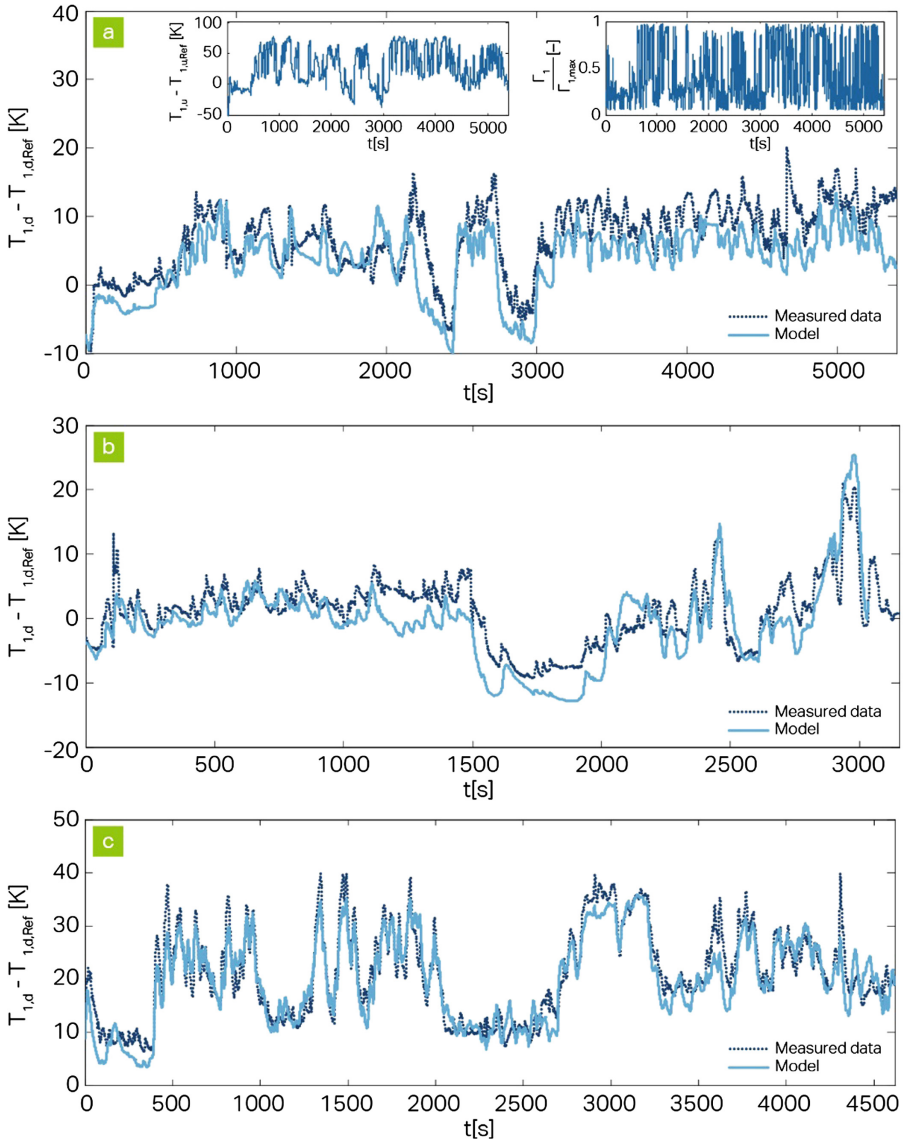 a
T1,d - T 1,d,Ref [K]
40
30
20
10
0
-10
0 1000 2000 3000 4000 5000
t[s]
T1,u - T 1,uRef [K]
100
50
0
-50
0 1000 2000 3000 4000 5000
t[s]
Γ1 / Γ1,max [-]
1
0.5
0
0 1000 2000 3000 4000 5000
t[s]
Measured data
Model
b
T1,d - T 1,d,Ref [K]
30
20
10
0
-10
-20
0 500 1000 1500 2000 2500 3000
t[s]
Measured data
Model
c
T1,d - T 1,d,Ref [K]
50
40
30
20
10
0
0 500 1000 1500 2000 2500 3000 3500 4000 4500
t[s]
Measured data
Model